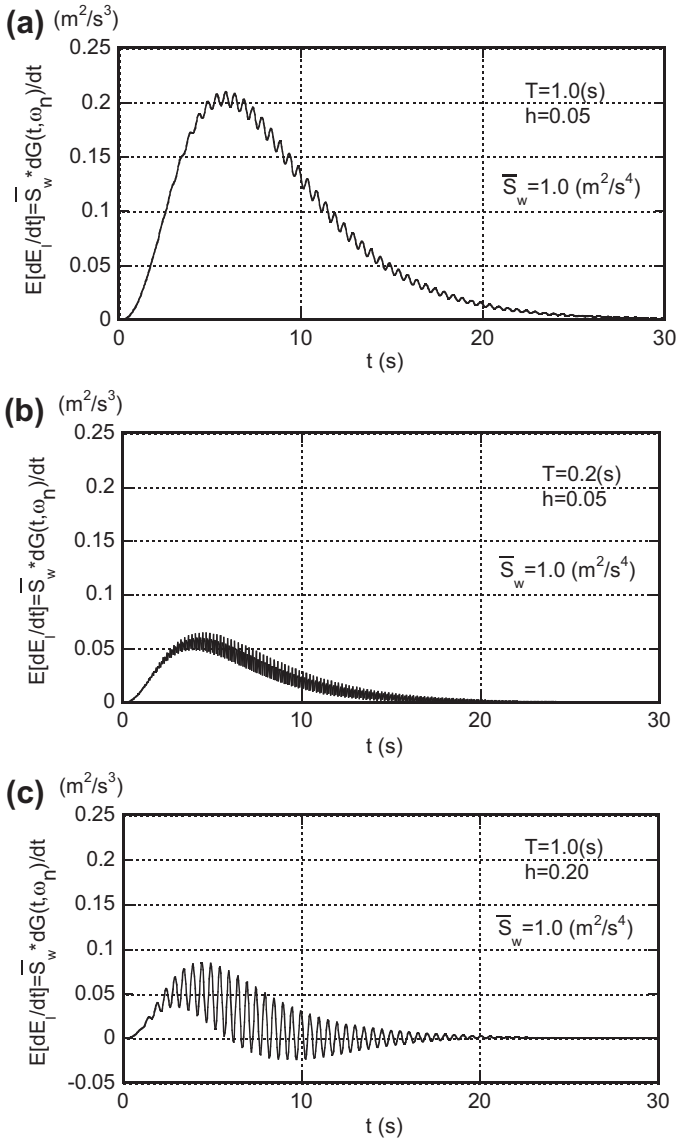 (a) (m²/s³)
0.25
0.2
0.15
0.1
0.05
0
E[dE_I/dt]=S̅_w*dG(t,ω_n)/dt
T=1.0(s)
h=0.05
S̅_w=1.0 (m²/s⁴)
0 10 20 30
t (s)
(b) (m²/s³)
0.25
0.2
0.15
0.1
0.05
0
E[dE_I/dt]=S̅_w*dG(t,ω_n)/dt
T=0.2(s)
h=0.05
S̅_w=1.0 (m²/s⁴)
0 10 20 30
t (s)
(c) (m²/s³)
0.25
0.2
0.15
0.1
0.05
0
-0.05
E[dE_I/dt]=S̅_w*dG(t,ω_n)/dt
T=1.0(s)
h=0.20
S̅_w=1.0 (m²/s⁴)
0 10 20 30
t (s)